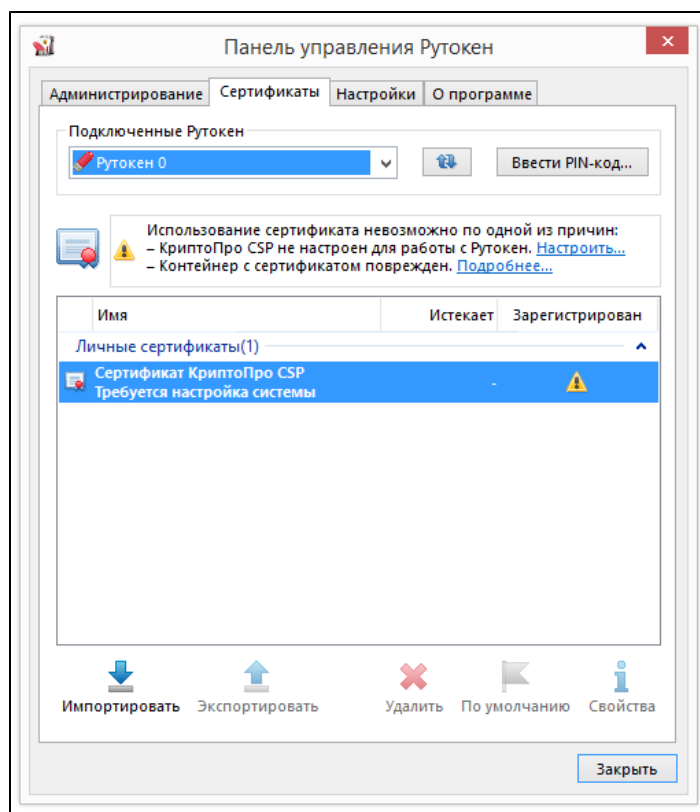 Панель управления Рутокен
Администрирование Сертификаты Настройки О программе
Подключенные Рутокен
Рутокен 0 Ввести PIN-код...
Использование сертификата невозможно по одной из причин:
– КриптоПро CSP не настроен для работы с Рутокен. Настроить...
– Контейнер с сертификатом поврежден. Подробнее...
Имя Истекает Зарегистрирован
Личные сертификаты(1)
Сертификат КриптоПро CSP
Требуется настройка системы -
Импортировать Экспортировать Удалить По умолчанию Свойства
Закрыть